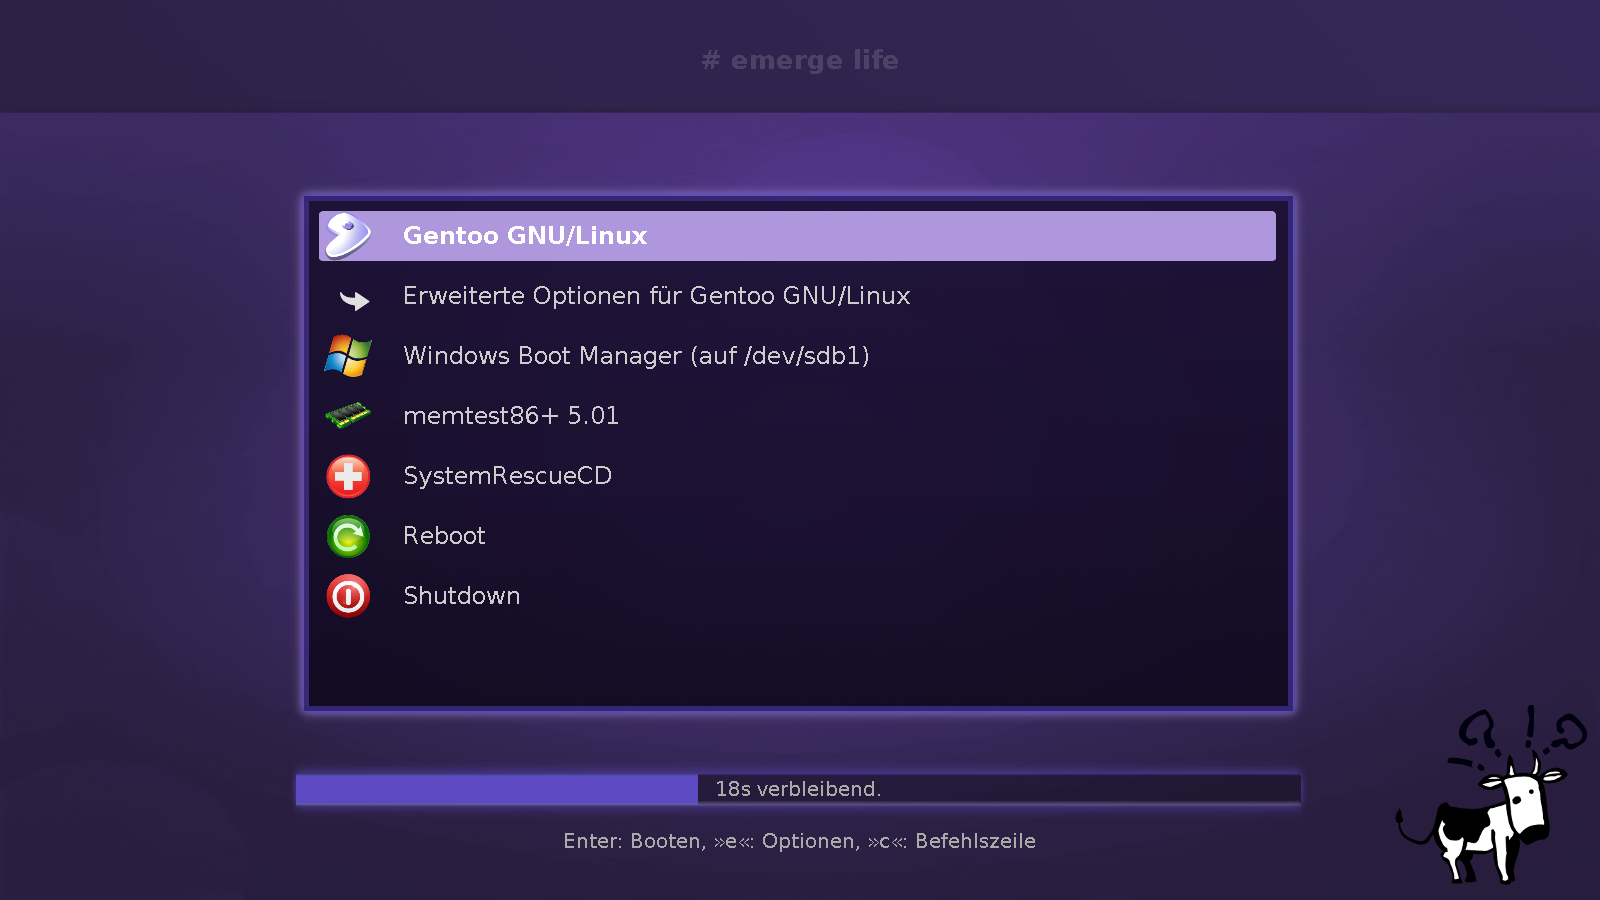 # emerge life
Gentoo GNU/Linux
Erweiterte Optionen für Gentoo GNU/Linux
Windows Boot Manager (auf /dev/sdb1)
memtest86+ 5.01
SystemRescueCD
Reboot
Shutdown
18s verbleibend.
Enter: Booten, »e«: Optionen, »c«: Befehlszeile